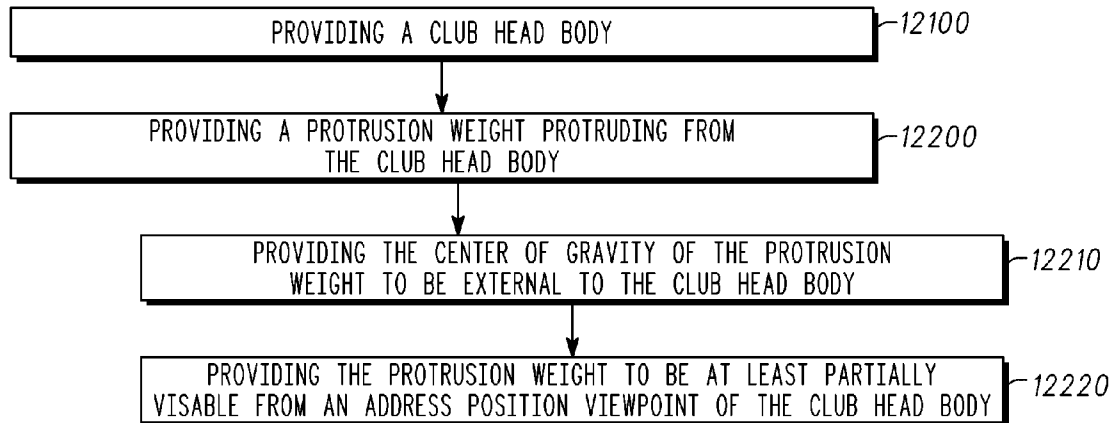 PROVIDING A CLUB HEAD BODY
12100
PROVIDING A PROTRUSION WEIGHT PROTRUDING FROM
THE CLUB HEAD BODY
12200
PROVIDING THE CENTER OF GRAVITY OF THE PROTRUSION
WEIGHT TO BE EXTERNAL TO THE CLUB HEAD BODY
12210
PROVIDING THE PROTRUSION WEIGHT TO BE AT LEAST PARTIALLY
VISABLE FROM AN ADDRESS POSITION VIEWPOINT OF THE CLUB HEAD BODY
12220